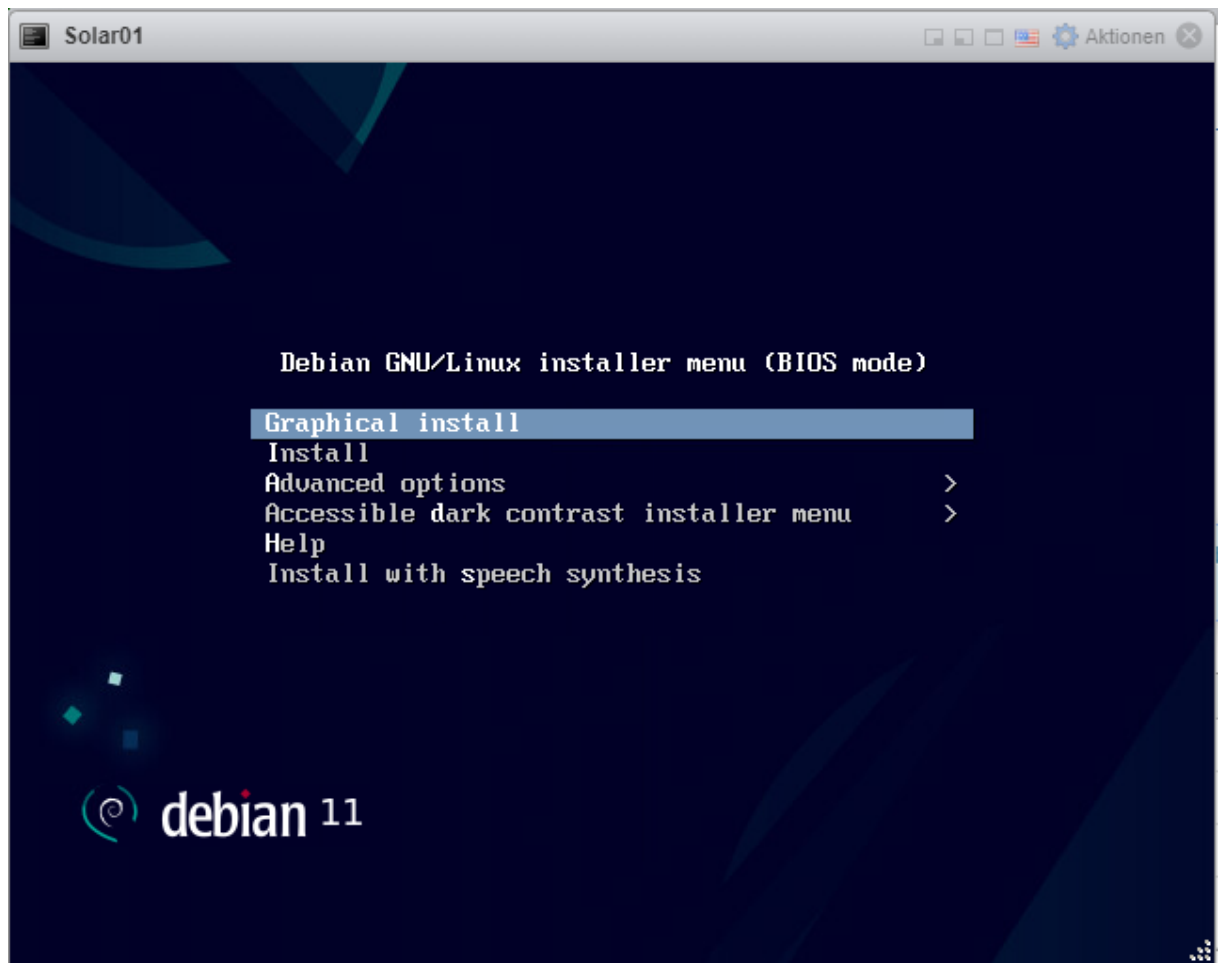 Solar01
Aktionen
Debian GNU/Linux installer menu (BIOS mode)
Graphical install
Install
Advanced options >
Accessible dark contrast installer menu >
Help
Install with speech synthesis
debian 11